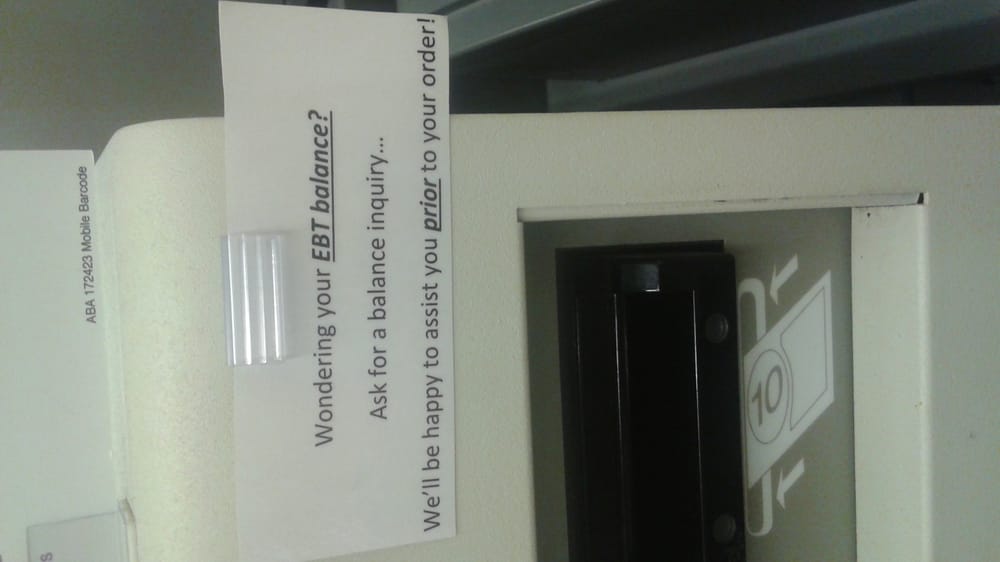 ABA 172423 Mobile Barcode
Wondering your EBT balance?
Ask for a balance inquiry...
We'll be happy to assist you prior to your order!
10
s